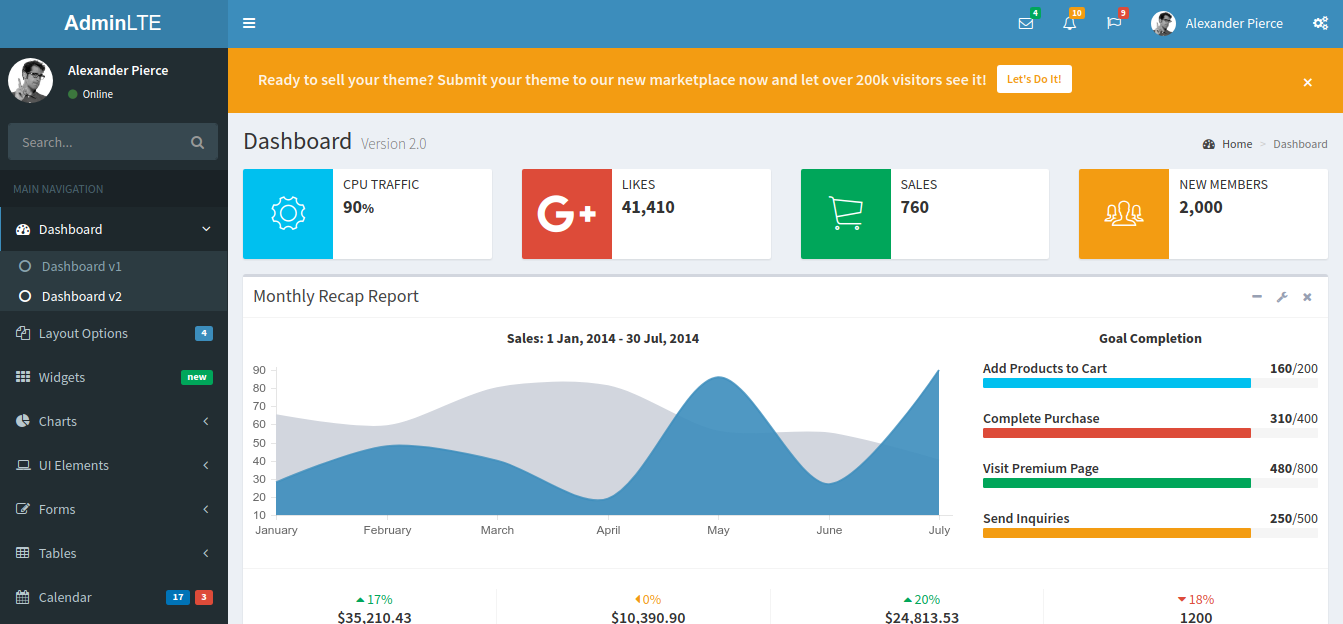 AdminLTE
4
10
9
Alexander Pierce
Alexander Pierce
Online
Search...
MAIN NAVIGATION
Dashboard
Dashboard v1
Dashboard v2
Layout Options 4
Widgets new
Charts
UI Elements
Forms
Tables
Calendar 17 3
Ready to sell your theme? Submit your theme to our new marketplace now and let over 200k visitors see it! Let's Do It! ×
Dashboard Version 2.0
Home > Dashboard
CPU TRAFFIC
90%
G+
LIKES
41,410
SALES
760
NEW MEMBERS
2,000
Monthly Recap Report
Sales: 1 Jan, 2014 - 30 Jul, 2014
90
80
70
60
50
40
30
20
10
January February March April May June July
Goal Completion
Add Products to Cart 160/200
Complete Purchase 310/400
Visit Premium Page 480/800
Send Inquiries 250/500
17%
$35,210.43
0%
$10,390.90
20%
$24,813.53
18%
1200